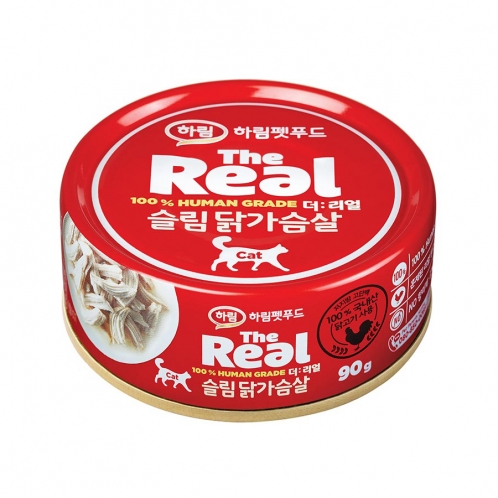 하림 하림펫푸드
The
Real
100% HUMAN GRADE 더:리얼
슬림 닭가슴살
Cat
하림 하림펫푸드
The
Real
100% HUMAN GRADE 더:리얼
Cat
슬림 닭가슴살
90g
100% 국내산
닭고기 사용
100%
NO